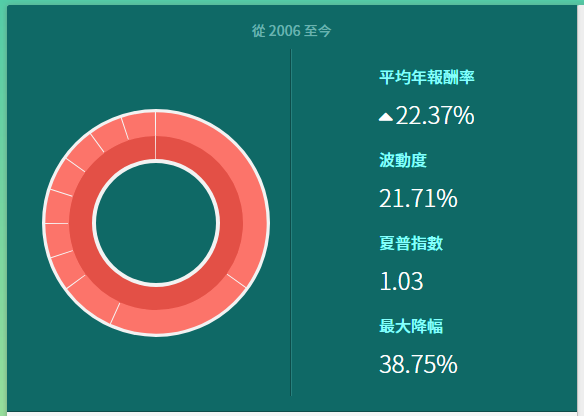 從 2006 至今
平均年報酬率
22.37%
波動度
21.71%
夏普指數
1.03
最大降幅
38.75%